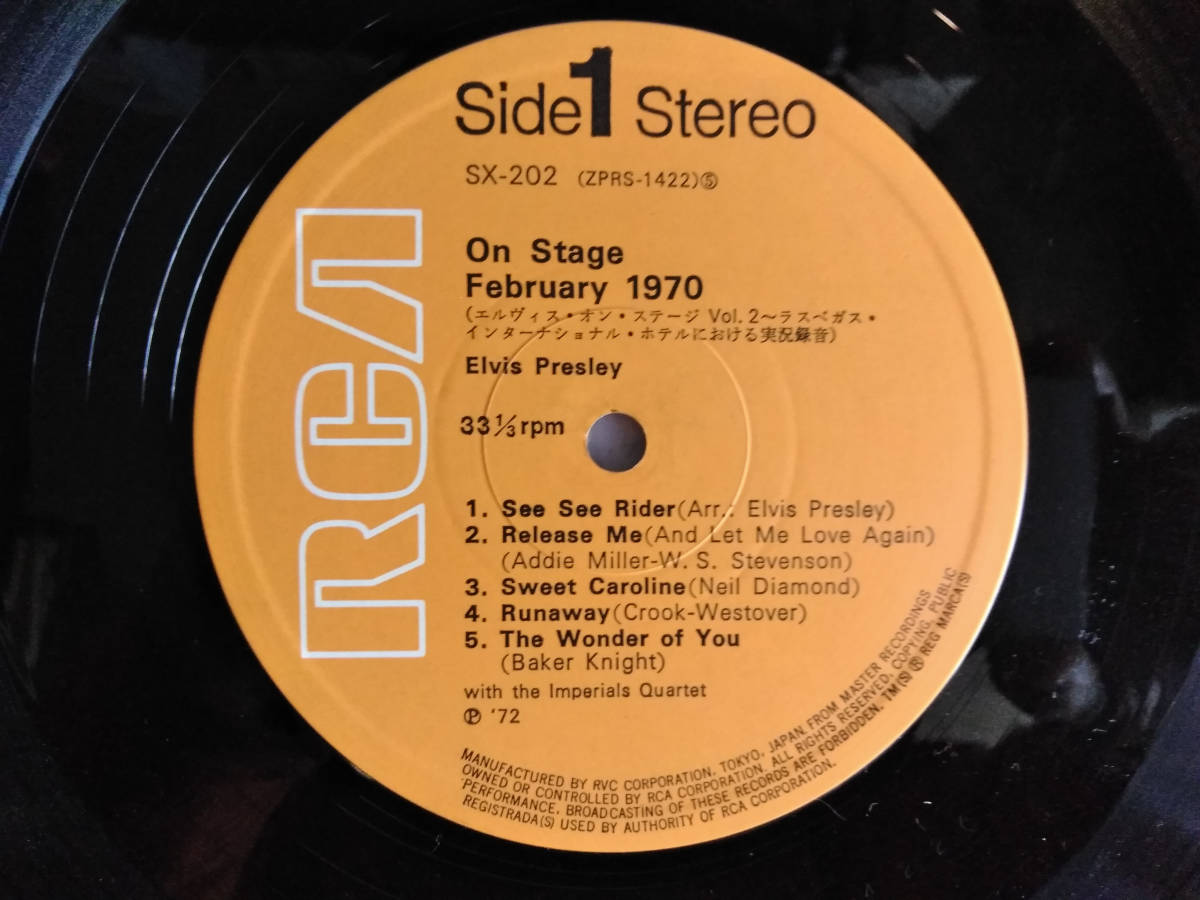 Side 1 Stereo
SX-202 (ZPRS-1422)⑤
RCA
On Stage
February 1970
(エルヴィス・オン・ステージ Vol. 2〜ラスベガス・
インターナショナル・ホテルにおける実況録音)
Elvis Presley
33 1/3 rpm
1. See See Rider (Arr.: Elvis Presley)
2. Release Me (And Let Me Love Again)
(Addie Miller-W. S. Stevenson)
3. Sweet Caroline (Neil Diamond)
4. Runaway (Crook-Westover)
5. The Wonder of You
(Baker Knight)
with the Imperials Quartet
℗ '72
MANUFACTURED BY RVC CORPORATION, TOKYO, JAPAN. FROM MASTER RECORDINGS
OWNED OR CONTROLLED BY RCA CORPORATION. ALL RIGHTS RESERVED, COPYING, PUBLIC
PERFORMANCE, BROADCASTING OF THESE RECORDS ARE FORBIDDEN. TM(S) ® REG MARCA(S)
REGISTRADA(S) USED BY AUTHORITY OF RCA CORPORATION.